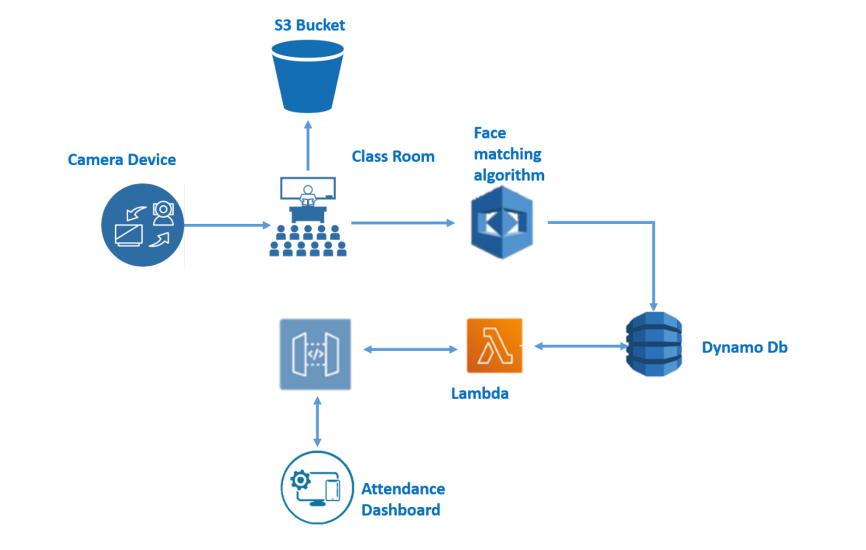 S3 Bucket
Camera Device
Class Room
Face
matching
algorithm
Dynamo Db
Lambda
Attendance
Dashboard